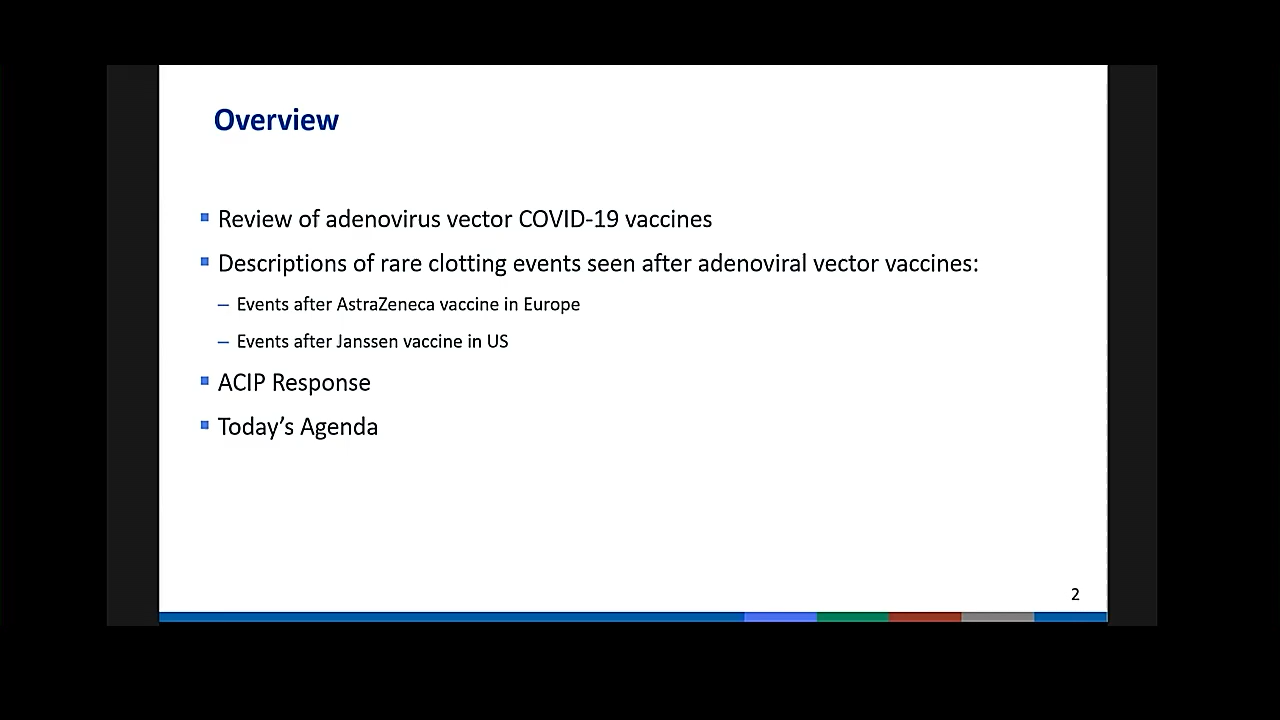 Overview
Review of adenovirus vector COVID-19 vaccines
Descriptions of rare clotting events seen after adenoviral vector vaccines:
– Events after AstraZeneca vaccine in Europe
– Events after Janssen vaccine in US
ACIP Response
Today’s Agenda
2